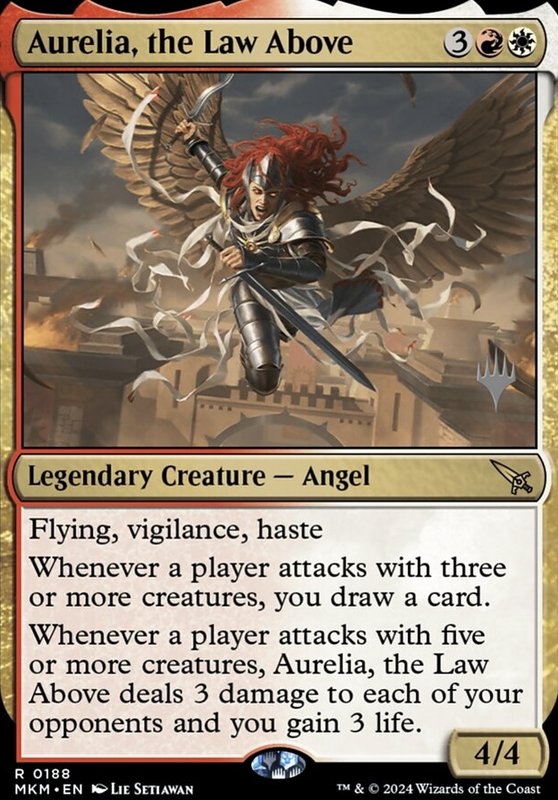 Aurelia, the Law Above
3
Legendary Creature — Angel
Flying, vigilance, haste
Whenever a player attacks with three
or more creatures, you draw a card.
Whenever a player attacks with five
or more creatures, Aurelia, the Law
Above deals 3 damage to each of your
opponents and you gain 3 life.
4/4
R 0188
MKM • EN Lie Setiawan
™ & © 2024 Wizards of the Coast